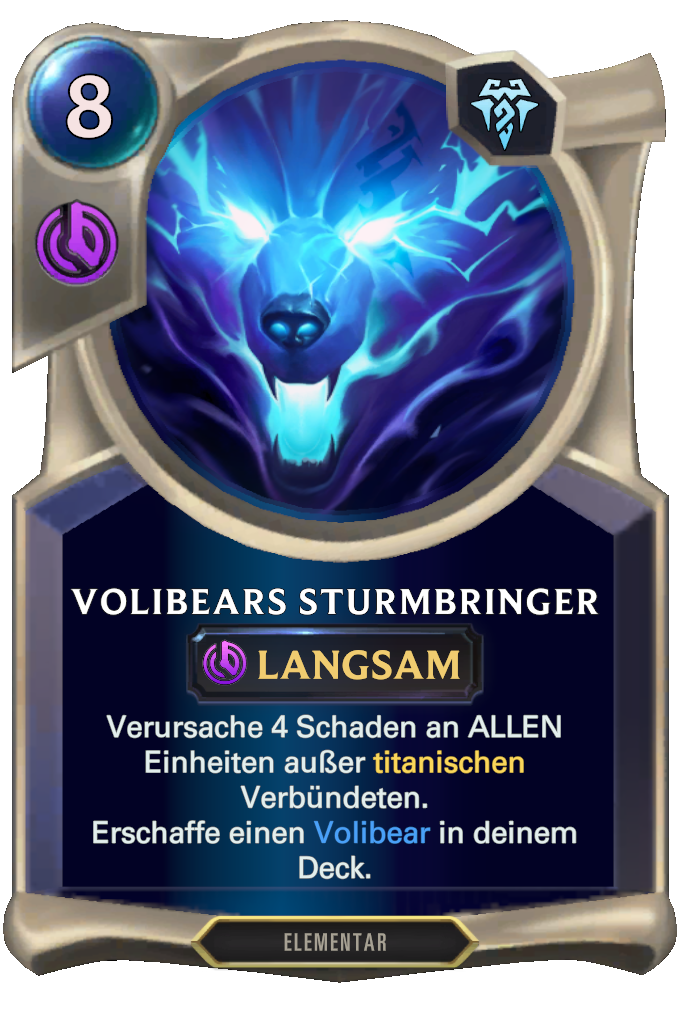 8
VOLIBEARS STURMBRINGER
LANGSAM
Verursache 4 Schaden an ALLEN
Einheiten außer titanischen
Verbündeten.
Erschaffe einen Volibear in deinem
Deck.
ELEMENTAR